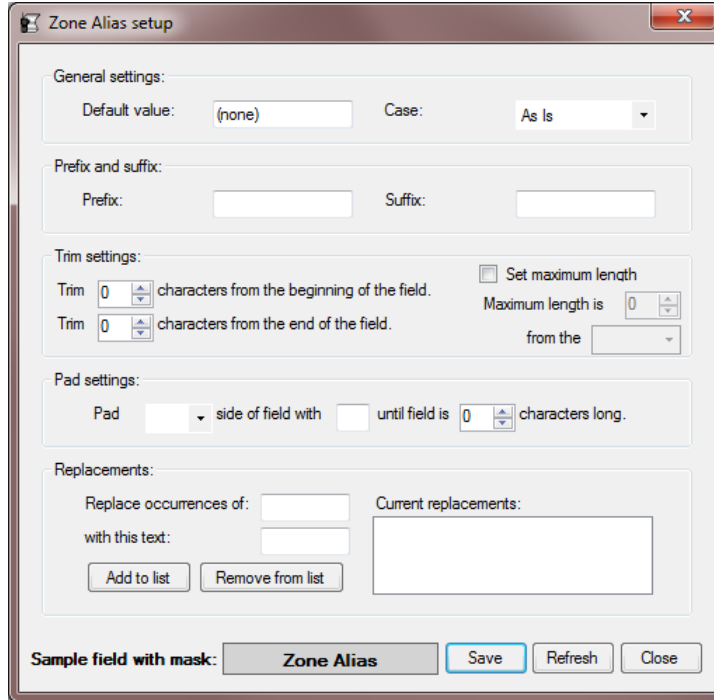 Zone Alias setup
General settings:
Default value: (none) Case: As Is
Prefix and suffix:
Prefix: Suffix:
Trim settings:
Trim 0 characters from the beginning of the field.
Trim 0 characters from the end of the field.
Set maximum length
Maximum length is 0
from the
Pad settings:
Pad side of field with until field is 0 characters long.
Replacements:
Replace occurrences of:
with this text:
Add to list Remove from list
Current replacements:
Sample field with mask: Zone Alias Save Refresh Close